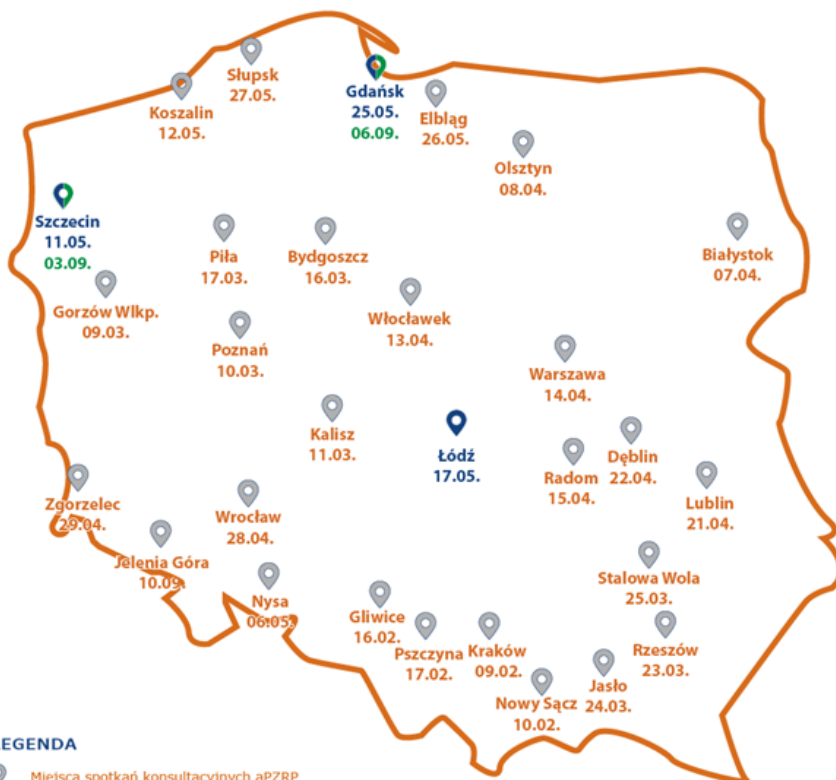 Słupsk
27.05.
Koszalin
12.05.
Gdańsk
25.05.
06.09.
Elbląg
26.05.
Olsztyn
08.04.
Szczecin
11.05.
03.09.
Piła
17.03.
Bydgoszcz
16.03.
Białystok
07.04.
Gorzów Wlkp.
09.03.
Włocławek
13.04.
Poznań
10.03.
Warszawa
14.04.
Kalisz
11.03.
Łódź
17.05.
Dęblin
22.04.
Radom
15.04.
Lublin
21.04.
Zgorzelec
29.04.
Wrocław
28.04.
Jelenia Góra
10.09.
Stalowa Wola
25.03.
Nysa
06.05.
Gliwice
16.02.
Pszczyna
17.02.
Kraków
09.02.
Rzeszów
23.03.
Jasło
24.03.
Nowy Sącz
10.02.
EGENDA
Miejsca spotkań konsultacyjnych aPZRP